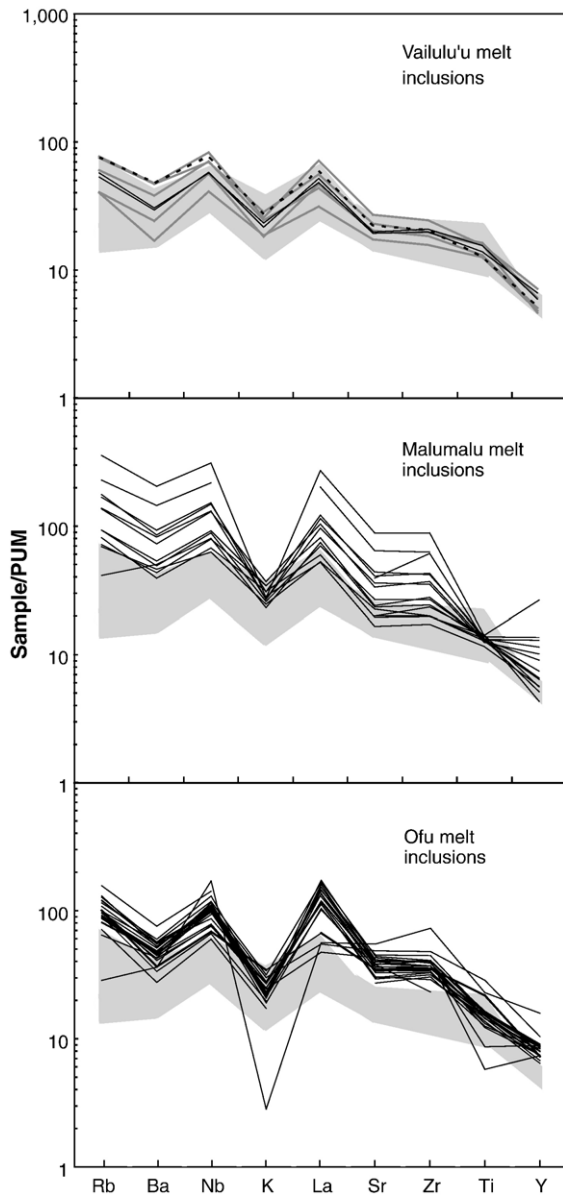 1,000
Vailulu'u melt
inclusions
100
10
1
Malumalu melt
inclusions
100
Sample/PUM
10
1
Ofu melt
inclusions
100
10
1
Rb Ba Nb K La Sr Zr Ti Y